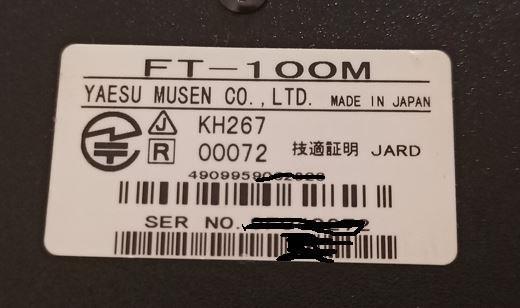 FT-100M
YAESU MUSEN CO.,LTD. MADE IN JAPAN
J KH267
R 00072 技適証明 JARD
SER NO.